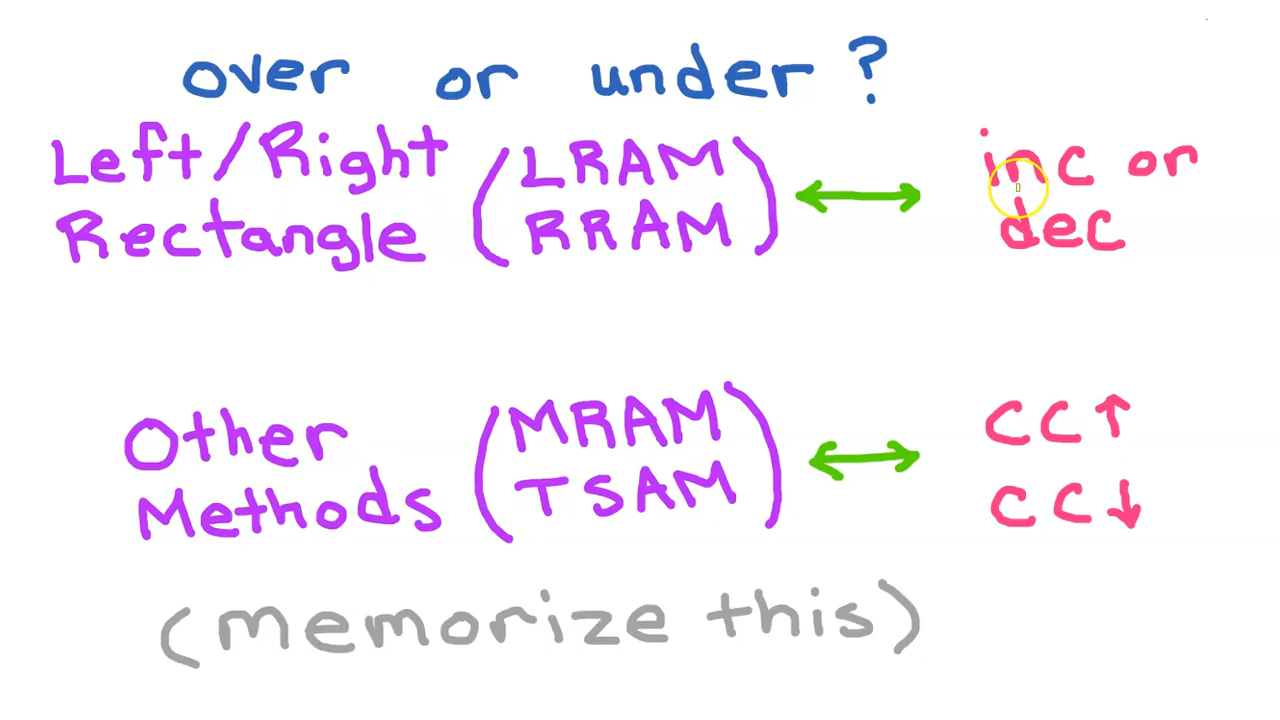 over or under?
Left/Right (LRAM ↔ inc or
Rectangle RRAM) dec
Other (MRAM ↔ CC↑
Methods TSAM) CC↓
(memorize this)